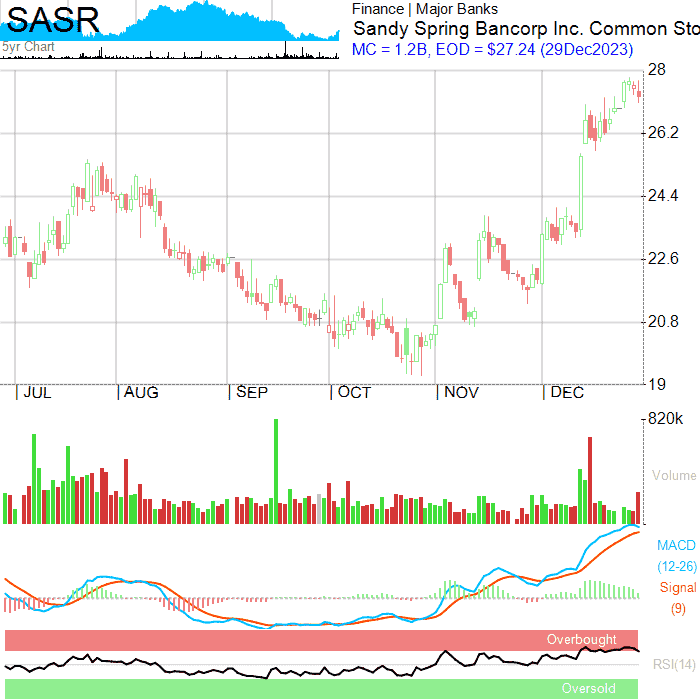 SASR
5yr Chart
Finance | Major Banks
Sandy Spring Bancorp Inc. Common Sto
MC = 1.2B, EOD = $27.24 (29Dec2023)
28
26.2
24.4
22.6
20.8
19
|JUL |AUG |SEP |OCT |NOV |DEC
820k
Volume
MACD
(12-26)
Signal
(9)
Overbought
RSI(14)
Oversold